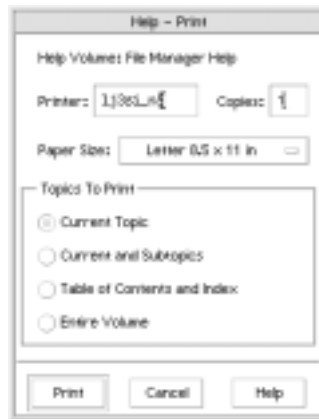 Help - Print
Help Volume: File Manager Help
Printer: Copies: 1
Paper Size: Letter 8.5 x 11 in
Topics To Print
Current Topic
Current and Subtopics
Table of Contents and Index
Entire Volume
Print Cancel Help